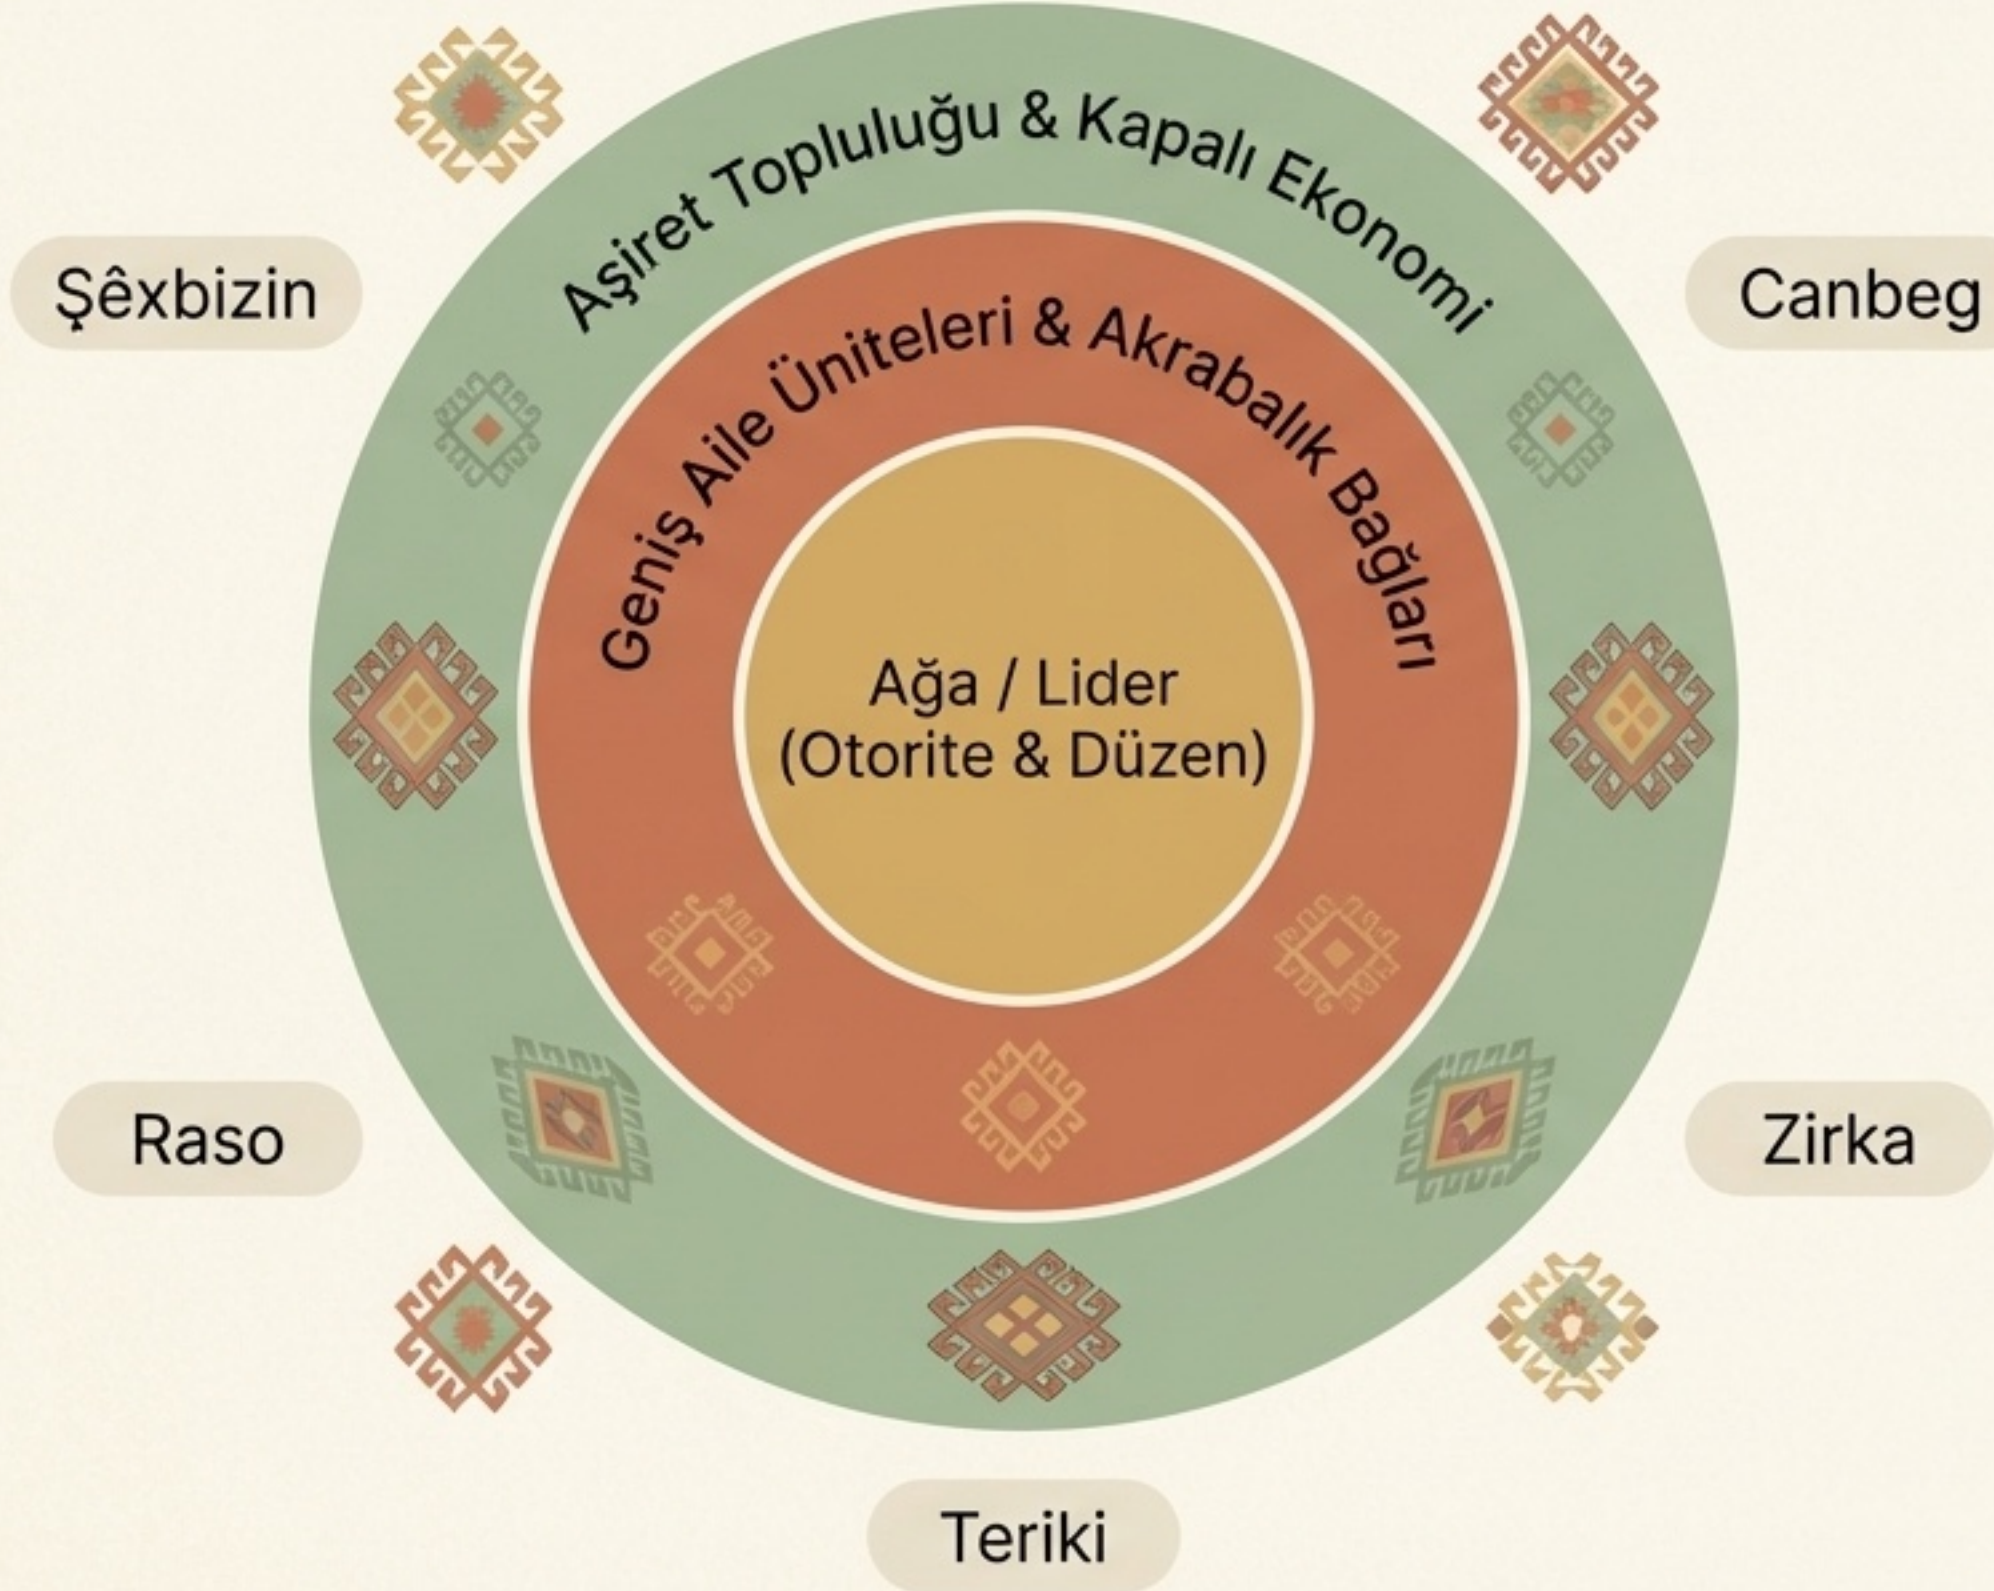 Aşiret Topluluğu & Kapalı Ekonomi
Şêxbizin
Canbeg
Geniş Aile Üniteleri & Akrabalık Bağları
Ağa / Lider
(Otorite & Düzen)
Raso
Zirka
Teriki